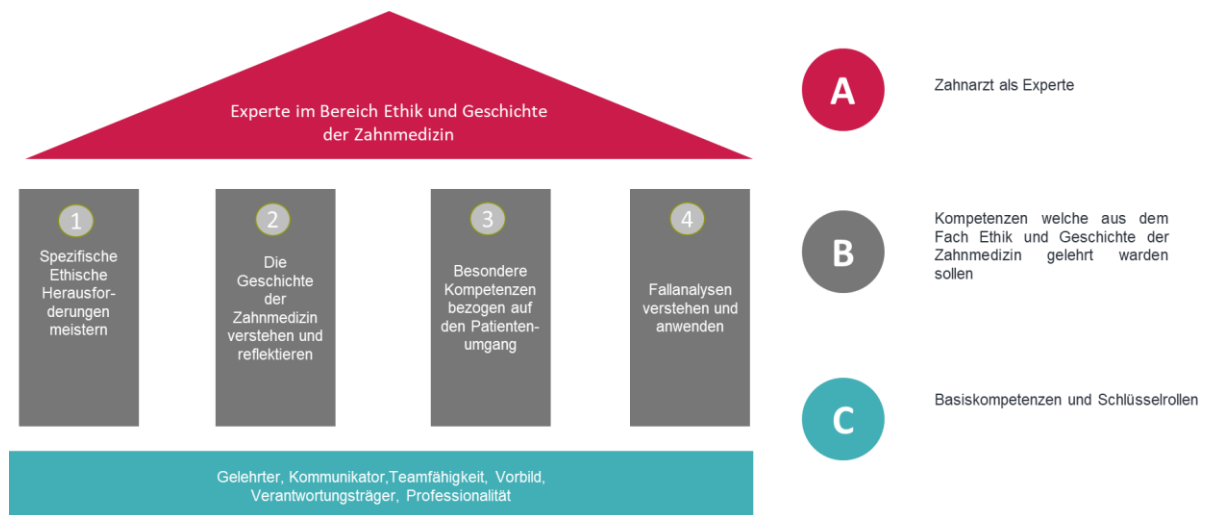 Experte im Bereich Ethik und Geschichte
der Zahnmedizin
1
Spezifische
Ethische
Herausfor-
derungen
meistern
2
Die
Geschichte
der
Zahnmedizin
verstehen und
reflektieren
3
Besondere
Kompetenzen
bezogen auf
den Patienten-
umgang
4
Fallanalysen
verstehen und
anwenden
Gelehrter, Kommunikator,Teamfähigkeit, Vorbild,
Verantwortungsträger, Professionalität
A
Zahnarzt als Experte
B
Kompetenzen welche aus dem
Fach Ethik und Geschichte der
Zahnmedizin gelehrt warden
sollen
C
Basiskompetenzen und Schlüsselrollen